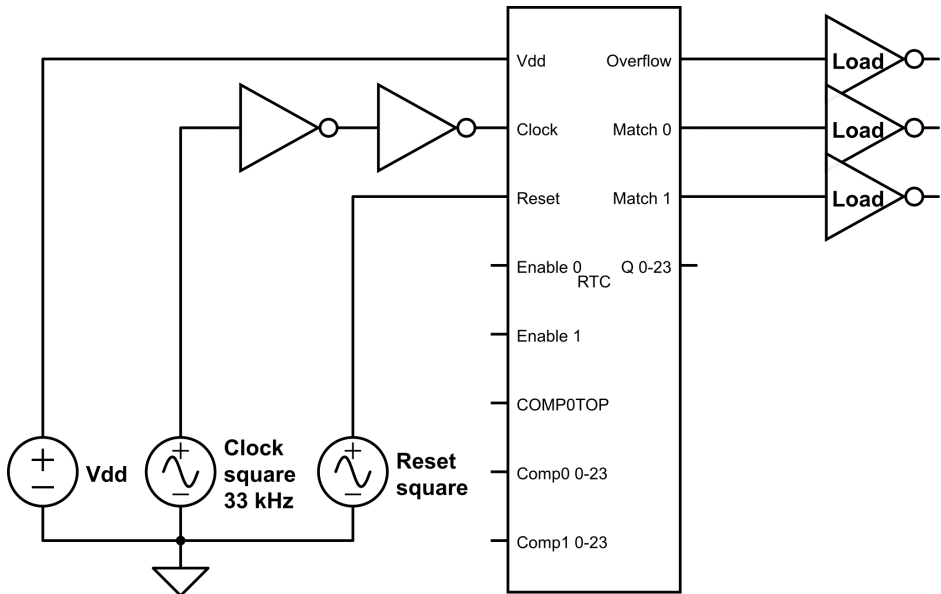 Vdd
Overflow
Load
Clock
Match 0
Load
Reset
Match 1
Load
Enable 0
Q 0-23
RTC
Enable 1
COMP0TOP
Comp0 0-23
Comp1 0-23
Vdd
Clock
square
33 kHz
Reset
square